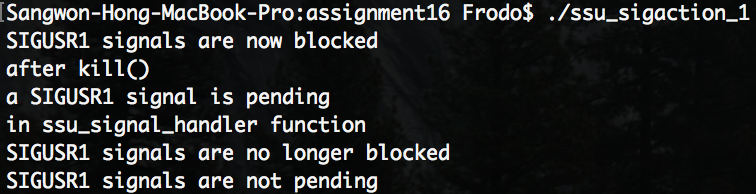 [Sangwon-Hong-MacBook-Pro:assignment16 Frodo$ ./ssu_sigaction_1
SIGUSR1 signals are now blocked
after kill()
a SIGUSR1 signal is pending
in ssu_signal_handler function
SIGUSR1 signals are no longer blocked
SIGUSR1 signals are not pending